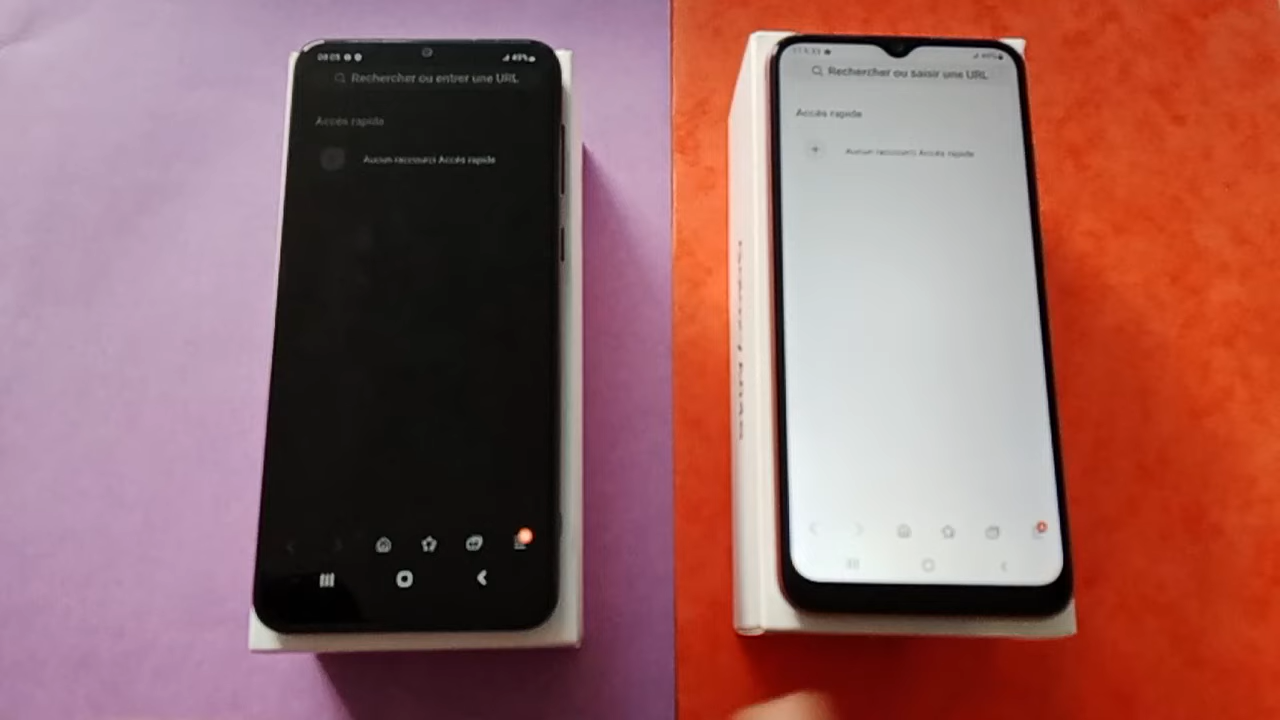 Rechercher ou entrer une URL
Accès rapide
Aucun raccourci Accès rapide
49%
Rechercher ou saisir une URL
Accès rapide
Aucun raccourci Accès rapide